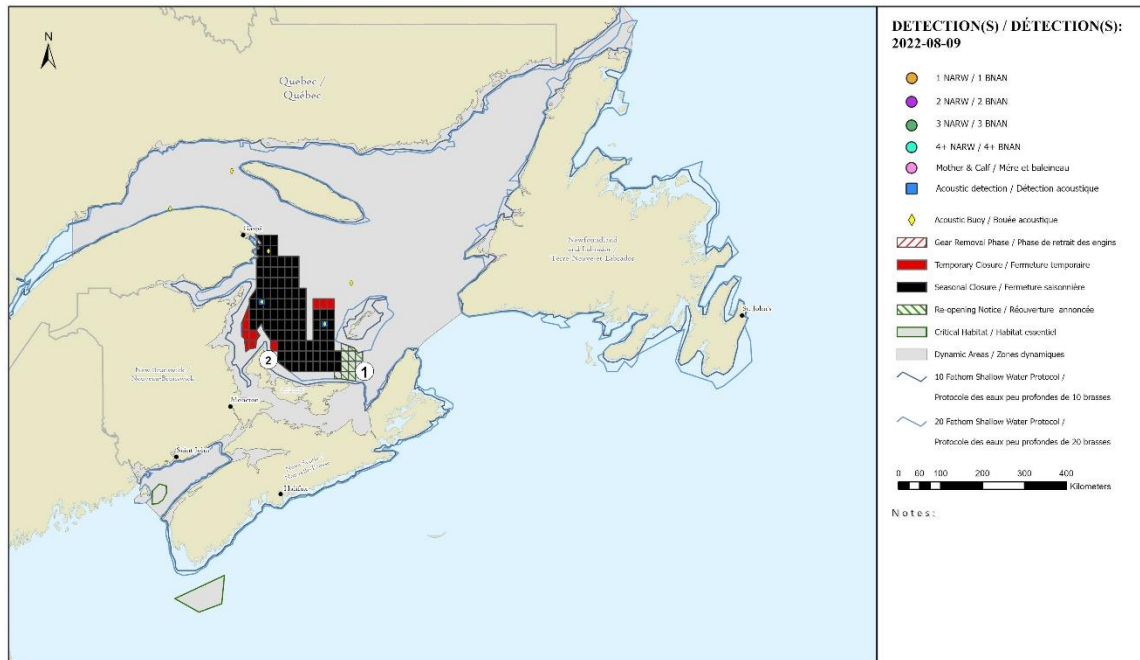 N
Quebec /
Québec
Gaspé
Newfoundland
and Labrador
Terre-Neuve-et-Labrador
St. John's
2
1
New Brunswick
Nouveau-Brunswick
Moncton
Saint John
Nova Scotia /
Nouvelle-Écosse
Halifax
DETECTION(S) / DÉTECTION(S):
2022-08-09
1 NARW / 1 BNAN
2 NARW / 2 BNAN
3 NARW / 3 BNAN
4+ NARW / 4+ BNAN
Mother & Calf / Mère et baleineau
Acoustic detection / Détection acoustique
Acoustic Buoy / Bouée acoustique
Gear Removal Phase / Phase de retrait des engins
Temporary Closure / Fermeture temporaire
Seasonal Closure / Fermeture saisonnière
Re-opening Notice / Réouverture annoncée
Critical Habitat / Habitat essentiel
Dynamic Areas / Zones dynamiques
10 Fathom Shallow Water Protocol /
Protocole des eaux peu profondes de 10 brasses
20 Fathom Shallow Water Protocol /
Protocole des eaux peu profondes de 20 brasses
0 60 100 200 300 400
Kilometers
Notes: